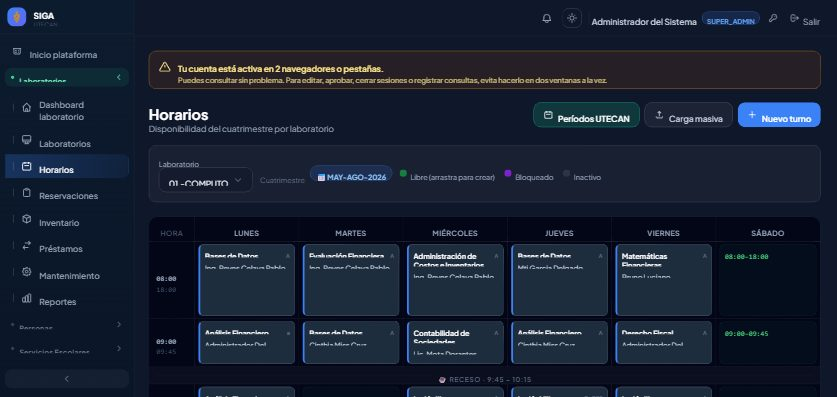 SIGA
UTECAN
Administrador del Sistema
SUPER_ADMIN
Salir
Inicio plataforma
Laboratorios
Dashboard
laboratorio
Laboratorios
Horarios
Reservaciones
Inventario
Préstamos
Mantenimiento
Reportes
Personas
Servicios Escolares
Tu cuenta está activa en 2 navegadores o pestañas.
Puedes consultar sin problema. Para editar, aprobar, cerrar sesiones o registrar consultas, evita hacerlo en dos ventanas a la vez.
Horarios
Disponibilidad del cuatrimestre por laboratorio
Períodos UTECAN
Carga masiva
Nuevo turno
Laboratorio
01 - COMPUTO
Cuatrimestre
MAY-AGO-2026
Libre (arrastra para crear)
Bloqueado
Inactivo
HORA LUNES MARTES MIÉRCOLES JUEVES VIERNES SÁBADO
08:00
18:00
Bases de Datos
Ing. Reyes Celaya Pablo
Evaluación Financiera
Ing. Reyes Celaya Pablo
Administración de
Costos e Inventarios
Ing. Reyes Celaya Pablo
Bases de Datos
Mti García Delgado
Matemáticas
Financieras
Bruno Luciano
08:00-18:00
09:00
09:45
Análisis Financiero
Administrador Del
Bases de Datos
Cinthia Mise Cruz
Contabilidad de
Sociedades
Lic. Meta Dorantes
Análisis Financiero
Cinthia Mise Cruz
Derecho Fiscal
Administrador Del
09:00-09:45
RECESO · 9:45 – 10:15